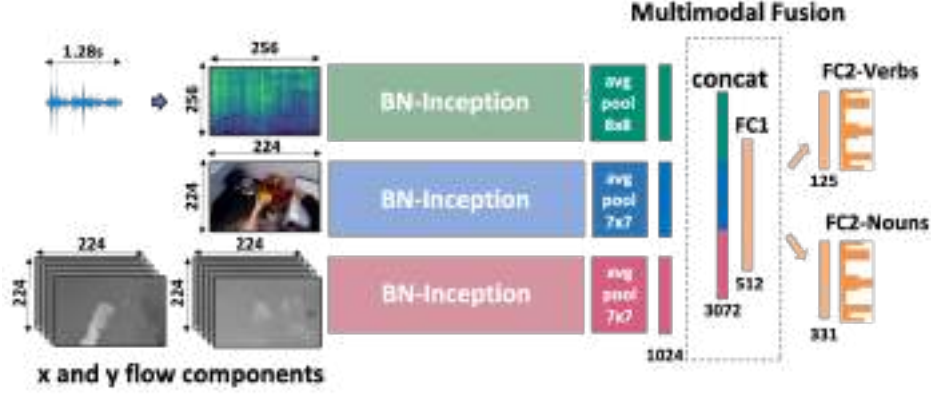 Multimodal Fusion
1.28s
256
256
BN-Inception
avg
pool
8x8
concat
FC1
FC2-Verbs
125
224
224
BN-Inception
avg
pool
7x7
FC2-Nouns
331
224
224
224
224
BN-Inception
avg
pool
7x7
1024
3072
512
x and y flow components